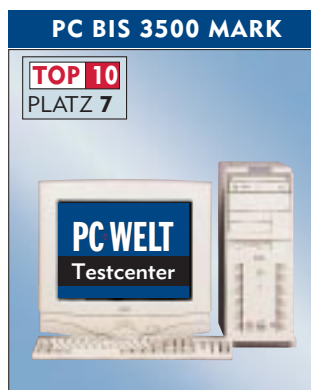 PC BIS 3500 MARK
TOP 10
PLATZ 7
PC WELT
Testcenter